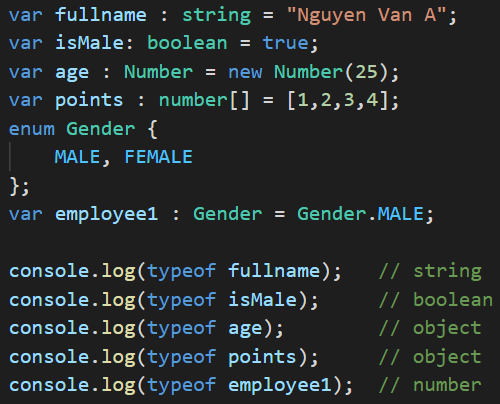 var fullname : string = "Nguyen Van A";
var isMale: boolean = true;
var age : Number = new Number(25);
var points : number[] = [1,2,3,4];
enum Gender {
    MALE, FEMALE
};
var employee1 : Gender = Gender.MALE;

console.log(typeof fullname);   // string
console.log(typeof isMale);     // boolean
console.log(typeof age);        // object
console.log(typeof points);     // object
console.log(typeof employee1);  // number